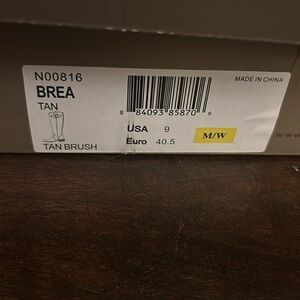 N00816
MADE IN CHINA
BREA
TAN
8 84093 85870 6
USA 9
M/W
Euro 40.5
TAN BRUSH